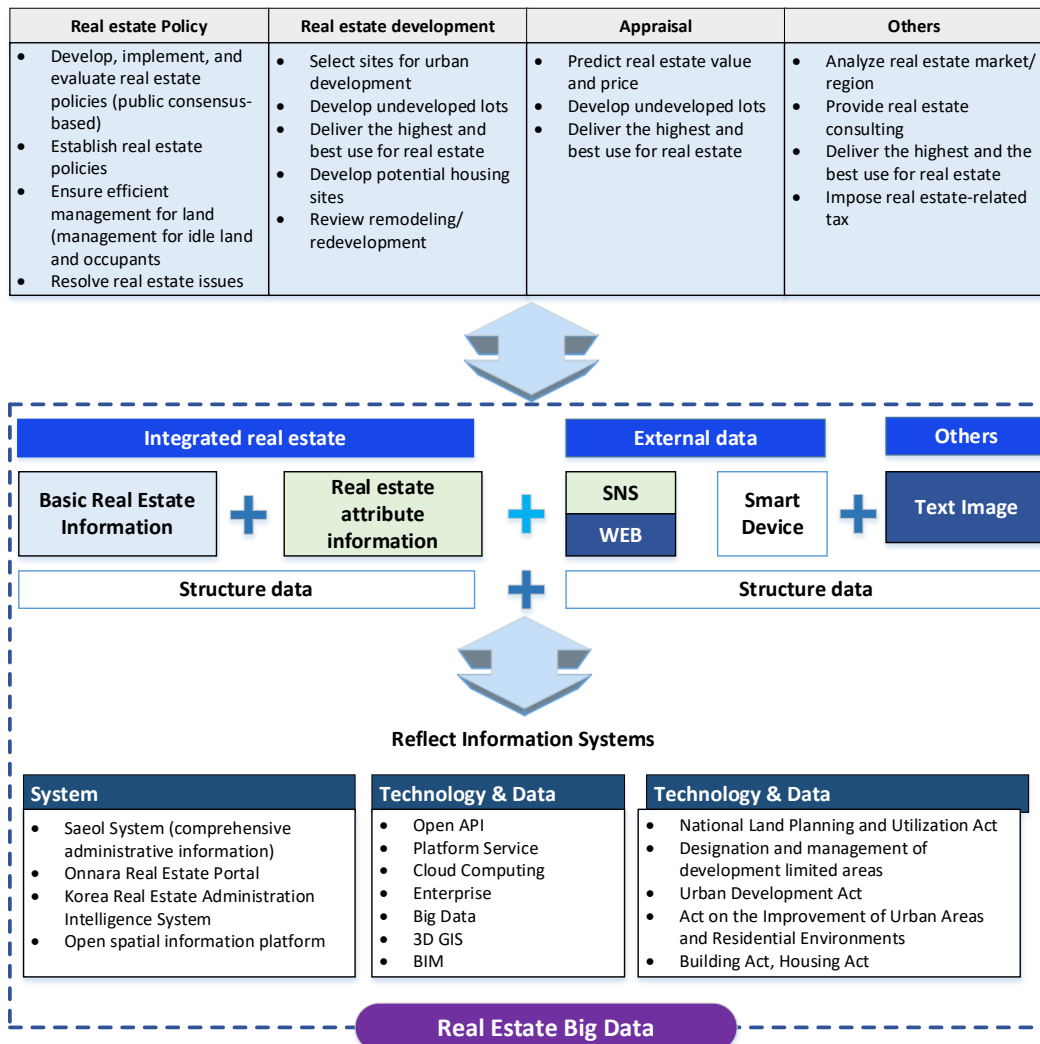 Real estate Policy
Real estate development
Appraisal
Others
• Develop, implement, and
evaluate real estate
policies (public consensus-
based)
• Establish real estate
policies
• Ensure efficient
management for land
(management for idle land
and occupants
• Resolve real estate issues
• Select sites for urban
development
• Develop undeveloped lots
• Deliver the highest and
best use for real estate
• Develop potential housing
sites
• Review remodeling/
redevelopment
• Predict real estate value
and price
• Develop undeveloped lots
• Deliver the highest and
best use for real estate
• Analyze real estate market/
region
• Provide real estate
consulting
• Deliver the highest and the
best use for real estate
• Impose real estate-related
tax
Integrated real estate
External data
Others
Basic Real Estate
Information
Real estate
attribute
information
SNS
WEB
Smart
Device
Text Image
Structure data
Structure data
Reflect Information Systems
System
• Saeol System (comprehensive
administrative information)
• Onnara Real Estate Portal
• Korea Real Estate Administration
Intelligence System
• Open spatial information platform
Technology & Data
• Open API
• Platform Service
• Cloud Computing
• Enterprise
• Big Data
• 3D GIS
• BIM
Technology & Data
• National Land Planning and Utilization Act
• Designation and management of
development limited areas
• Urban Development Act
• Act on the Improvement of Urban Areas
and Residential Environments
• Building Act, Housing Act
Real Estate Big Data